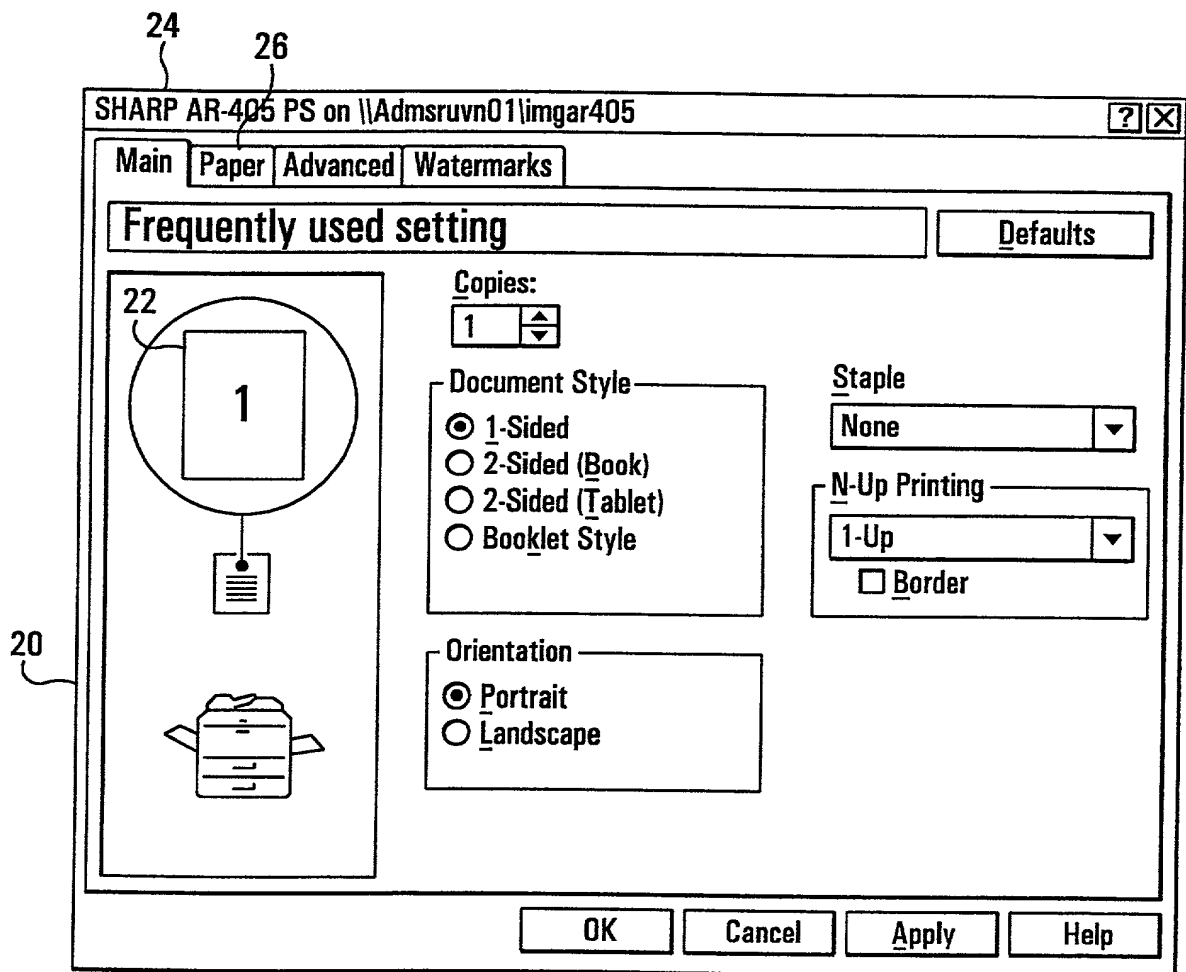 24
26
SHARP AR-405 PS on \\Admsruvn01\imgar405
? X
Main Paper Advanced Watermarks
Frequently used setting
Defaults
22
1
Copies:
1
Document Style
1-Sided
2-Sided (Book)
2-Sided (Tablet)
Booklet Style
Staple
None
N-Up Printing
1-Up
Border
20
Orientation
Portrait
Landscape
OK Cancel Apply Help